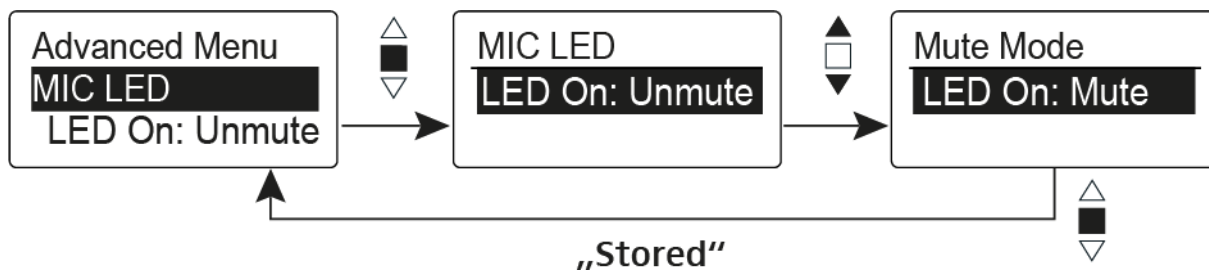 Advanced Menu
MIC LED
LED On: Unmute
MIC LED
LED On: Unmute
Mute Mode
LED On: Mute
„Stored“